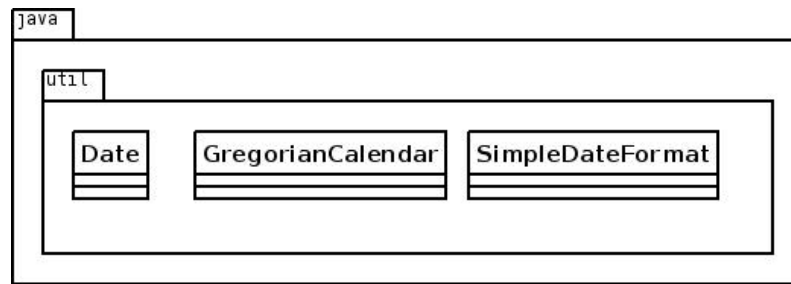 java
util
Date
GregorianCalendar
SimpleDateFormat